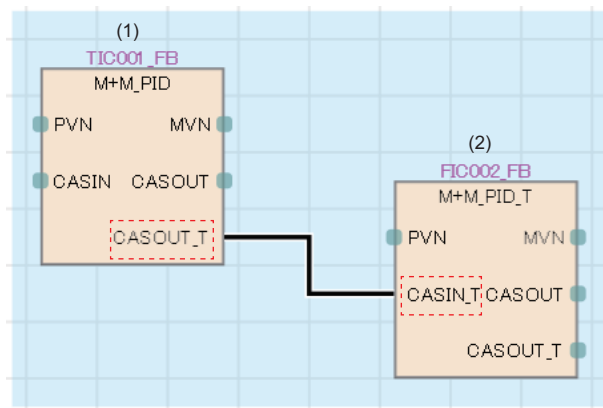 (1)
TIC001_FB
M+M_PID
PVN MVN
CASIN CASOUT
CASOUT_T
(2)
FIC002_FB
M+M_PID_T
PVN MVN
CASIN_T CASOUT
CASOUT_T